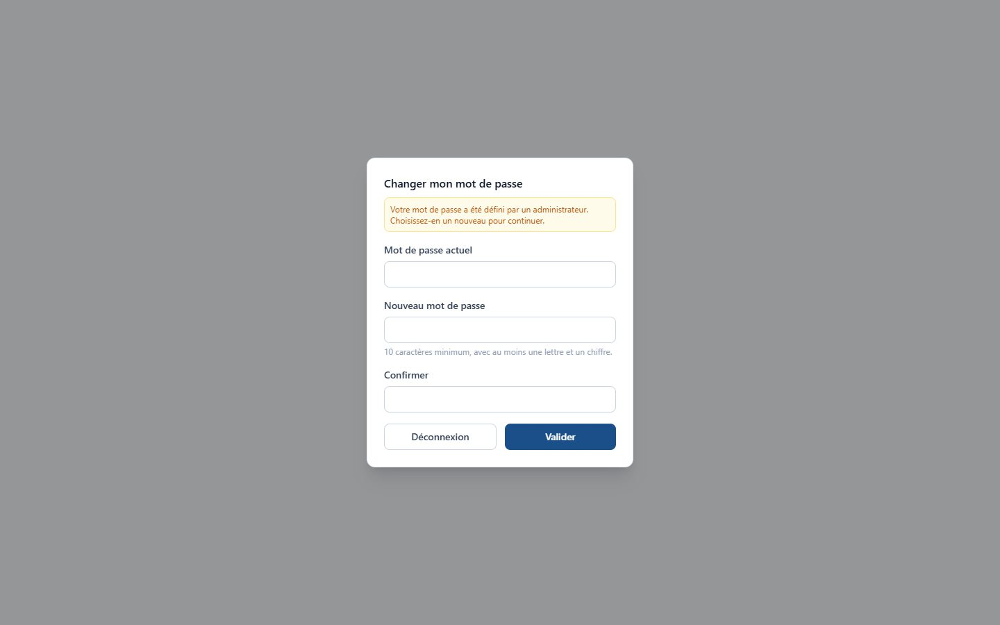 Changer mon mot de passe
Votre mot de passe a été défini par un administrateur.
Choisissez-en un nouveau pour continuer.
Mot de passe actuel
Nouveau mot de passe
10 caractères minimum, avec au moins une lettre et un chiffre.
Confirmer
Déconnexion
Valider